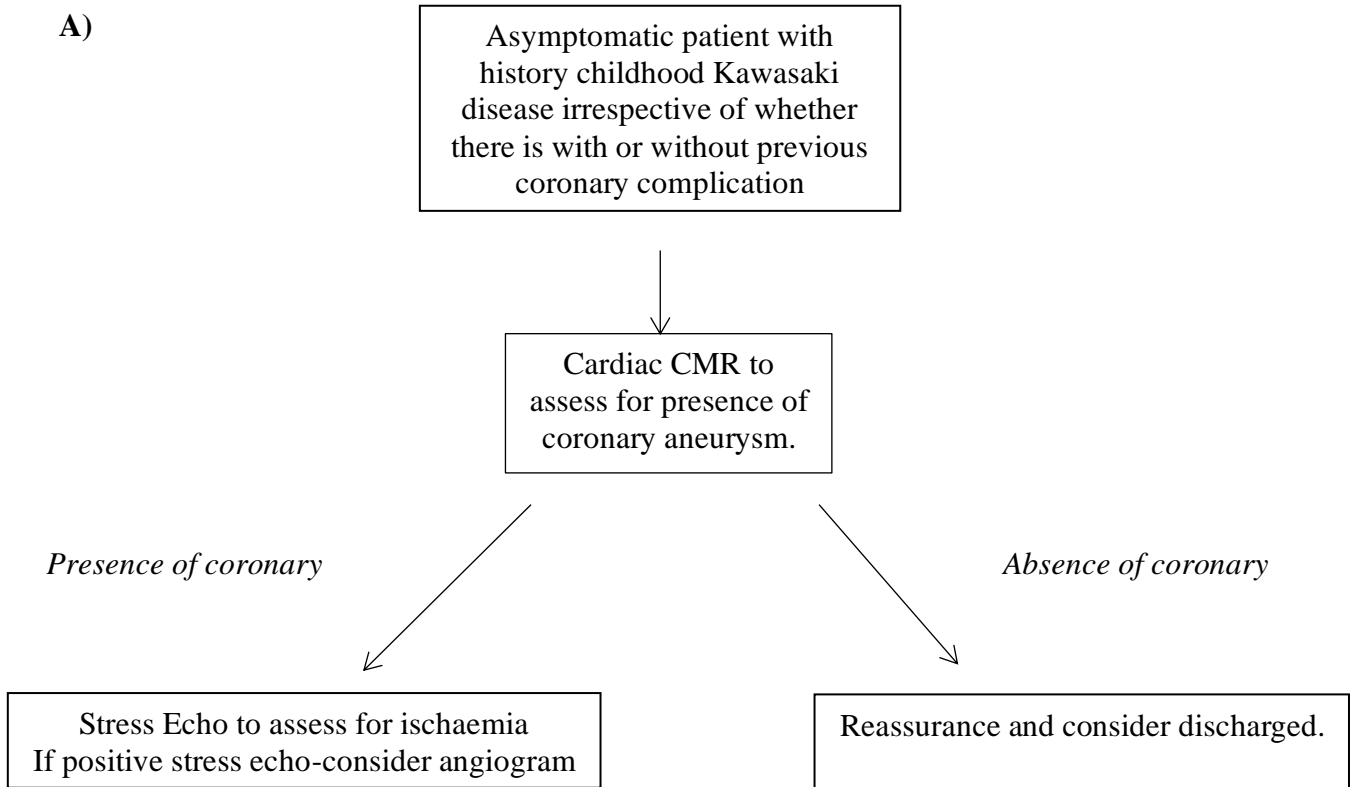 A)
Asymptomatic patient with
history childhood Kawasaki
disease irrespective of whether
there is with or without previous
coronary complication
Cardiac CMR to
assess for presence of
coronary aneurysm.
Presence of coronary
Absence of coronary
Stress Echo to assess for ischaemia
If positive stress echo-consider angiogram
Reassurance and consider discharged.